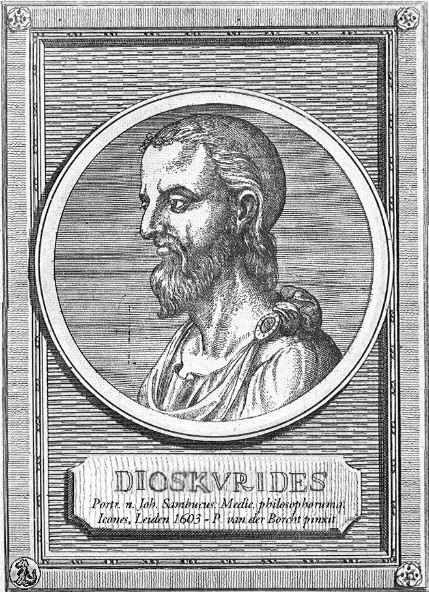 DIOSKVRIDES
Portr. n. Joh. Sambucus: Medic. philosophorumq.
Icones, Leiden 1603 - P. van der Borcht pinxit